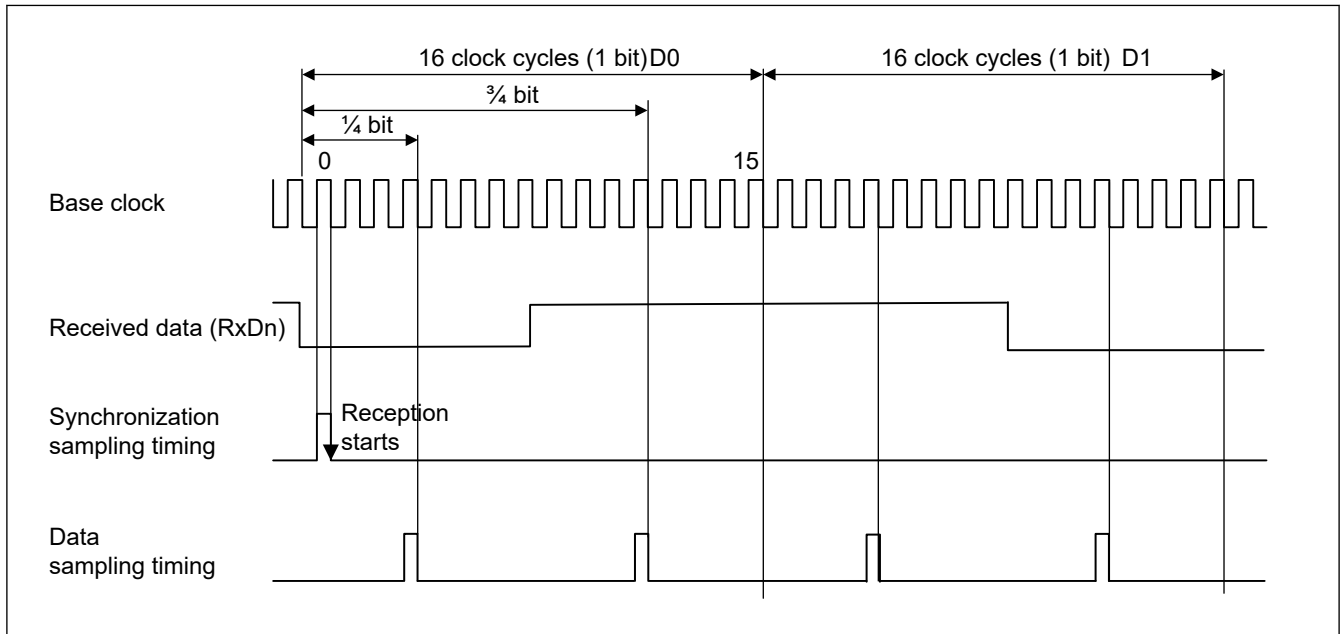 16 clock cycles (1 bit) D0
16 clock cycles (1 bit) D1
¾ bit
¼ bit
0
15
Base clock
Received data (RxDn)
Synchronization
sampling timing
Reception
starts
Data
sampling timing